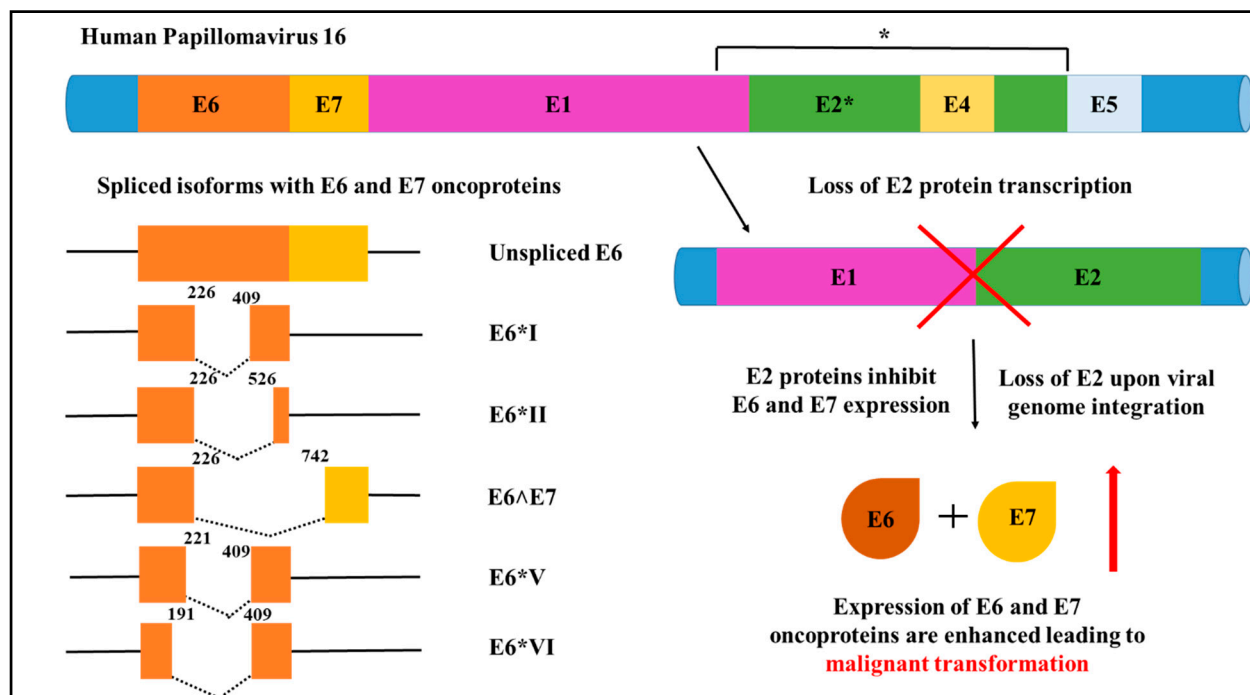 Human Papillomavirus 16
*
E6 E7 E1 E2* E4 E5
Spliced isoforms with E6 and E7 oncoproteins
Unspliced E6
226 409
E6*I
226 526
E6*II
226 742
E6∧E7
221 409
E6*V
191 409
E6*VI
Loss of E2 protein transcription
E1 E2
E2 proteins inhibit
E6 and E7 expression
Loss of E2 upon viral
genome integration
E6 + E7
Expression of E6 and E7
oncoproteins are enhanced leading to
malignant transformation